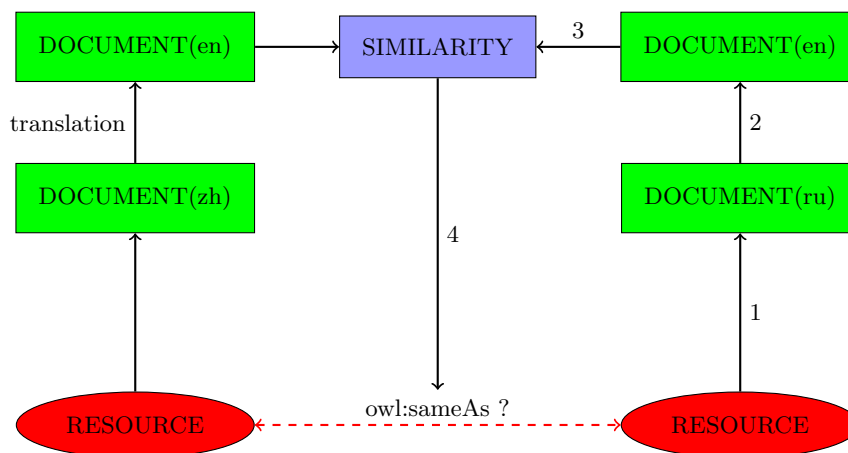 DOCUMENT(en)
SIMILARITY
3
DOCUMENT(en)
translation
2
DOCUMENT(zh)
DOCUMENT(ru)
4
1
owl:sameAs ?
RESOURCE
RESOURCE